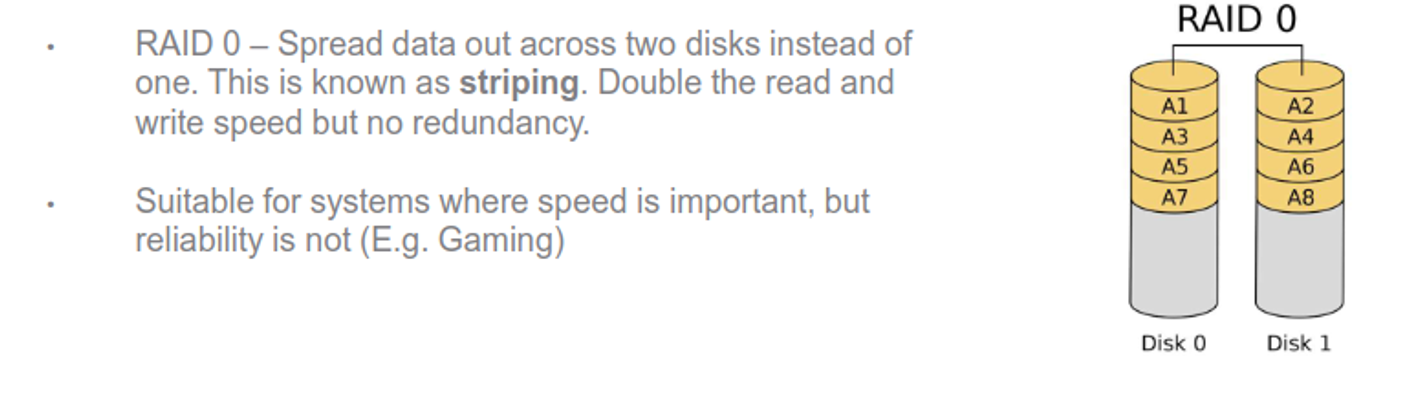 • RAID 0 – Spread data out across two disks instead of
one. This is known as striping. Double the read and
write speed but no redundancy.
• Suitable for systems where speed is important, but
reliability is not (E.g. Gaming)
RAID 0
A1 A2
A3 A4
A5 A6
A7 A8
Disk 0 Disk 1